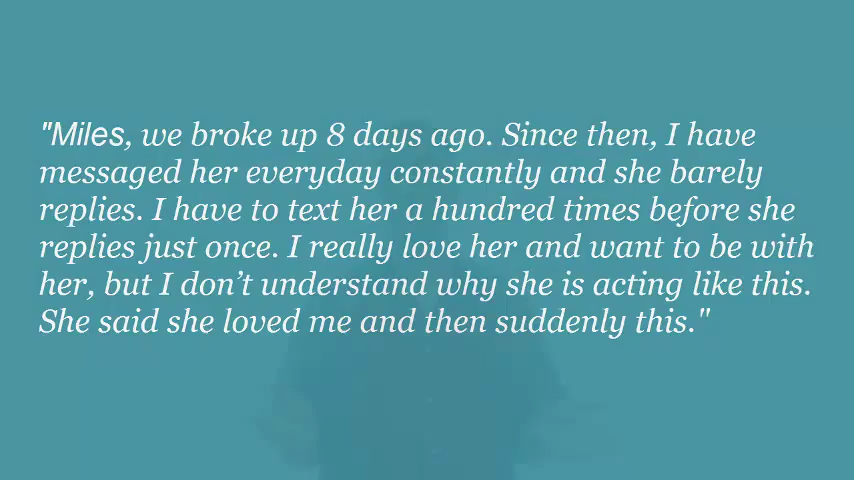 "Miles, we broke up 8 days ago. Since then, I have
messaged her everyday constantly and she barely
replies. I have to text her a hundred times before she
replies just once. I really love her and want to be with
her, but I don’t understand why she is acting like this.
She said she loved me and then suddenly this."